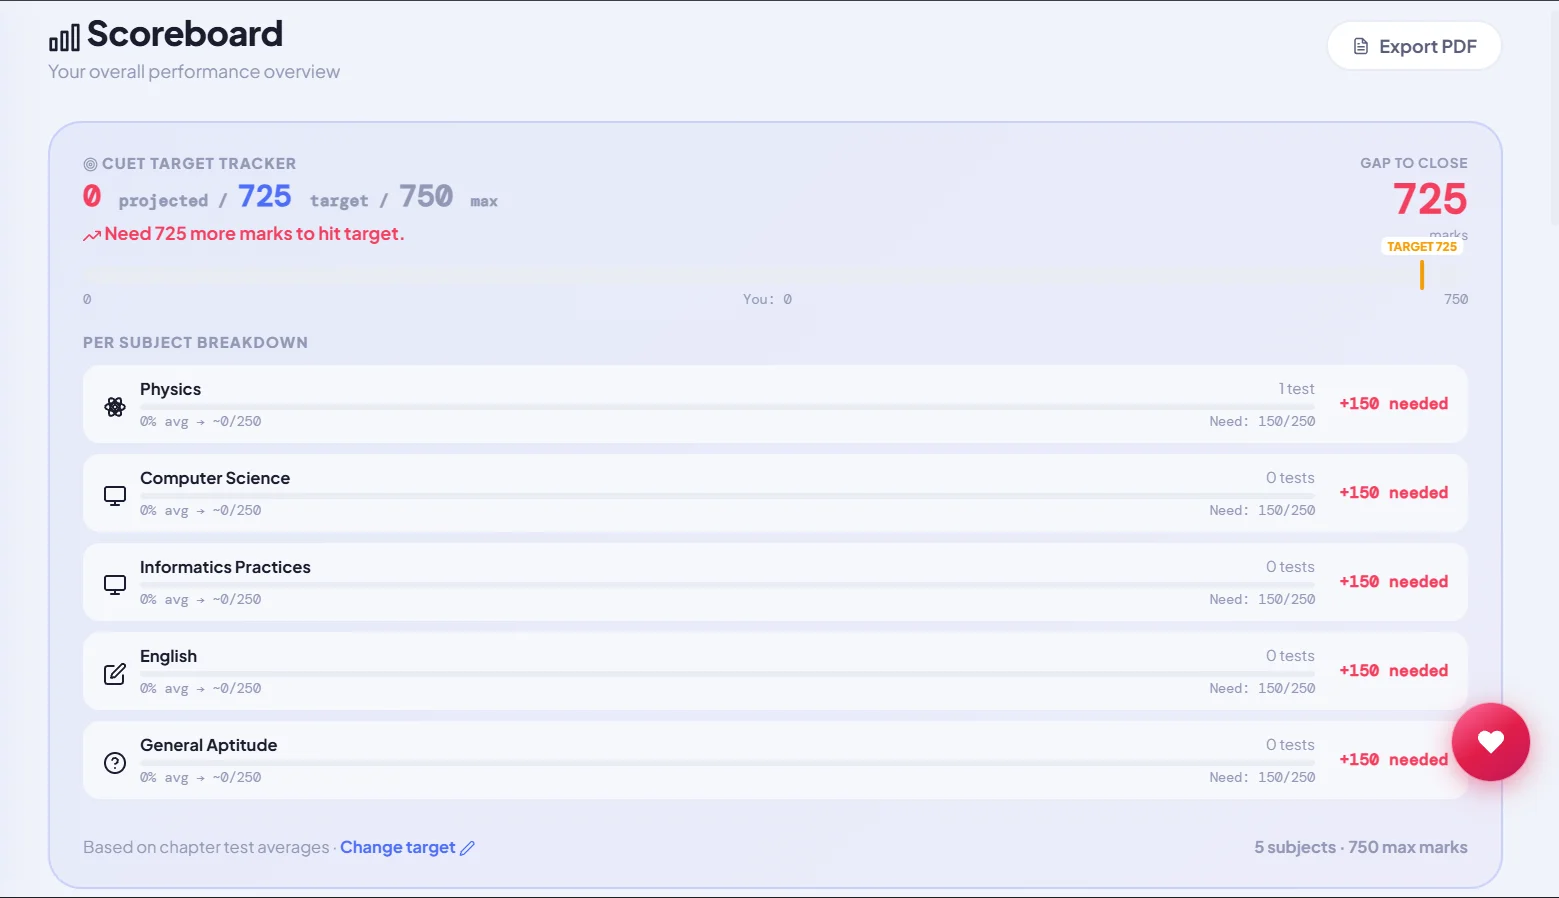 Scoreboard
Export PDF
Your overall performance overview
CUET TARGET TRACKER
GAP TO CLOSE
0 projected / 725 target / 750 max
725
Need 725 more marks to hit target.
marks
TARGET 725
0
You: 0
750
PER SUBJECT BREAKDOWN
Physics
1 test
0% avg → ~0/250
Need: 150/250
+150 needed
Computer Science
0 tests
0% avg → ~0/250
Need: 150/250
+150 needed
Informatics Practices
0 tests
0% avg → ~0/250
Need: 150/250
+150 needed
English
0 tests
0% avg → ~0/250
Need: 150/250
+150 needed
General Aptitude
0 tests
0% avg → ~0/250
Need: 150/250
+150 needed
Based on chapter test averages · Change target
5 subjects · 750 max marks